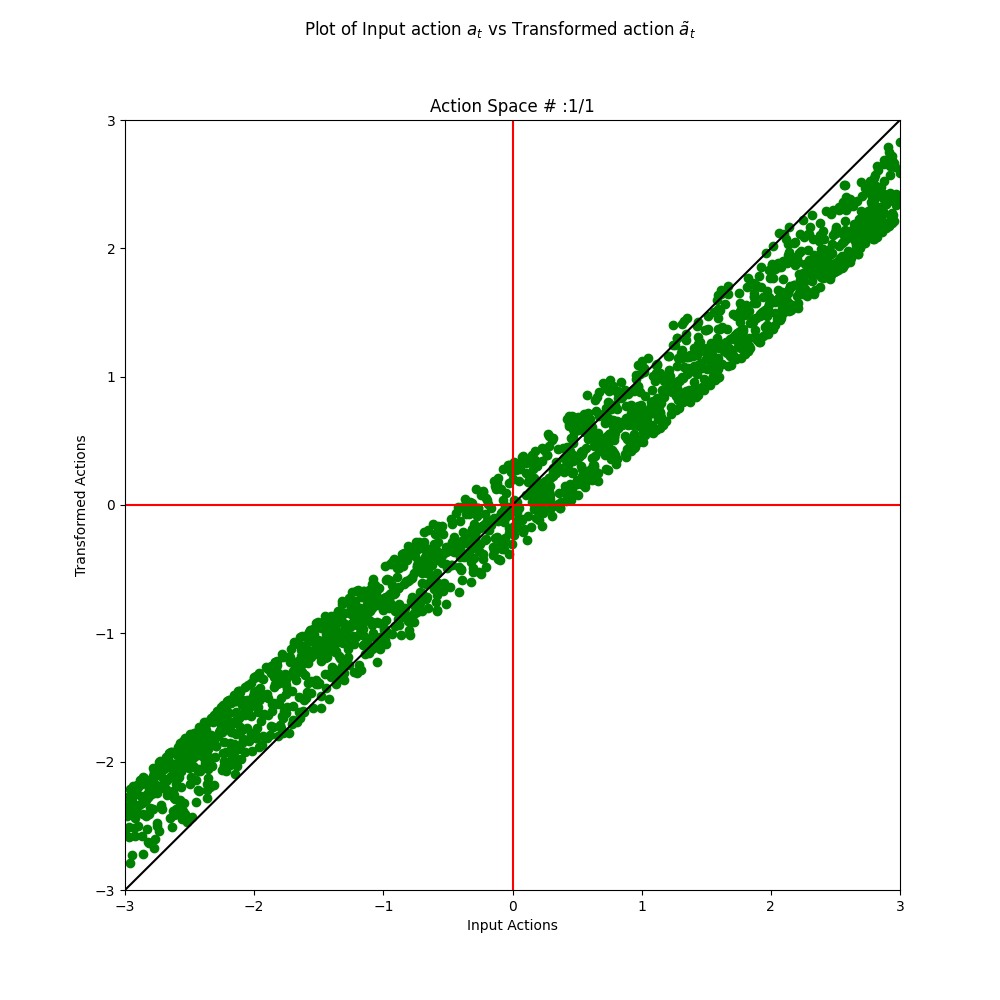 Plot of Input action $a_t$ vs Transformed action $\tilde{a}_t$
Action Space # :1/1
3
2
1
0
−1
−2
−3
Transformed Actions
−3 −2 −1 0 1 2 3
Input Actions